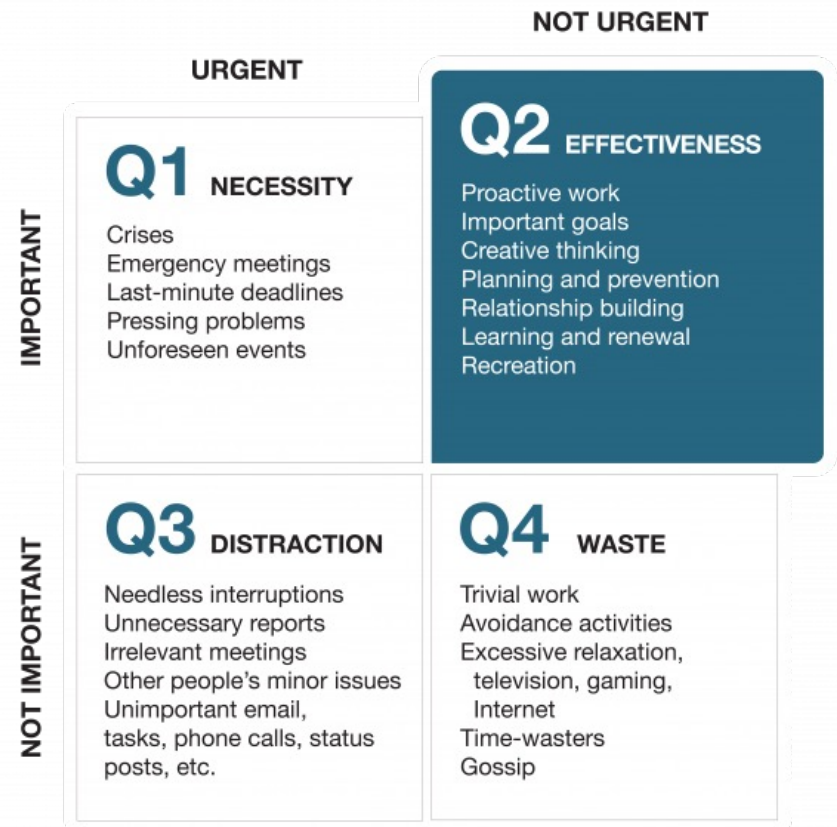 NOT URGENT
URGENT
IMPORTANT
Q1 NECESSITY
Crises
Emergency meetings
Last-minute deadlines
Pressing problems
Unforeseen events
Q2 EFFECTIVENESS
Proactive work
Important goals
Creative thinking
Planning and prevention
Relationship building
Learning and renewal
Recreation
NOT IMPORTANT
Q3 DISTRACTION
Needless interruptions
Unnecessary reports
Irrelevant meetings
Other people’s minor issues
Unimportant email,
tasks, phone calls, status
posts, etc.
Q4 WASTE
Trivial work
Avoidance activities
Excessive relaxation,
television, gaming,
Internet
Time-wasters
Gossip